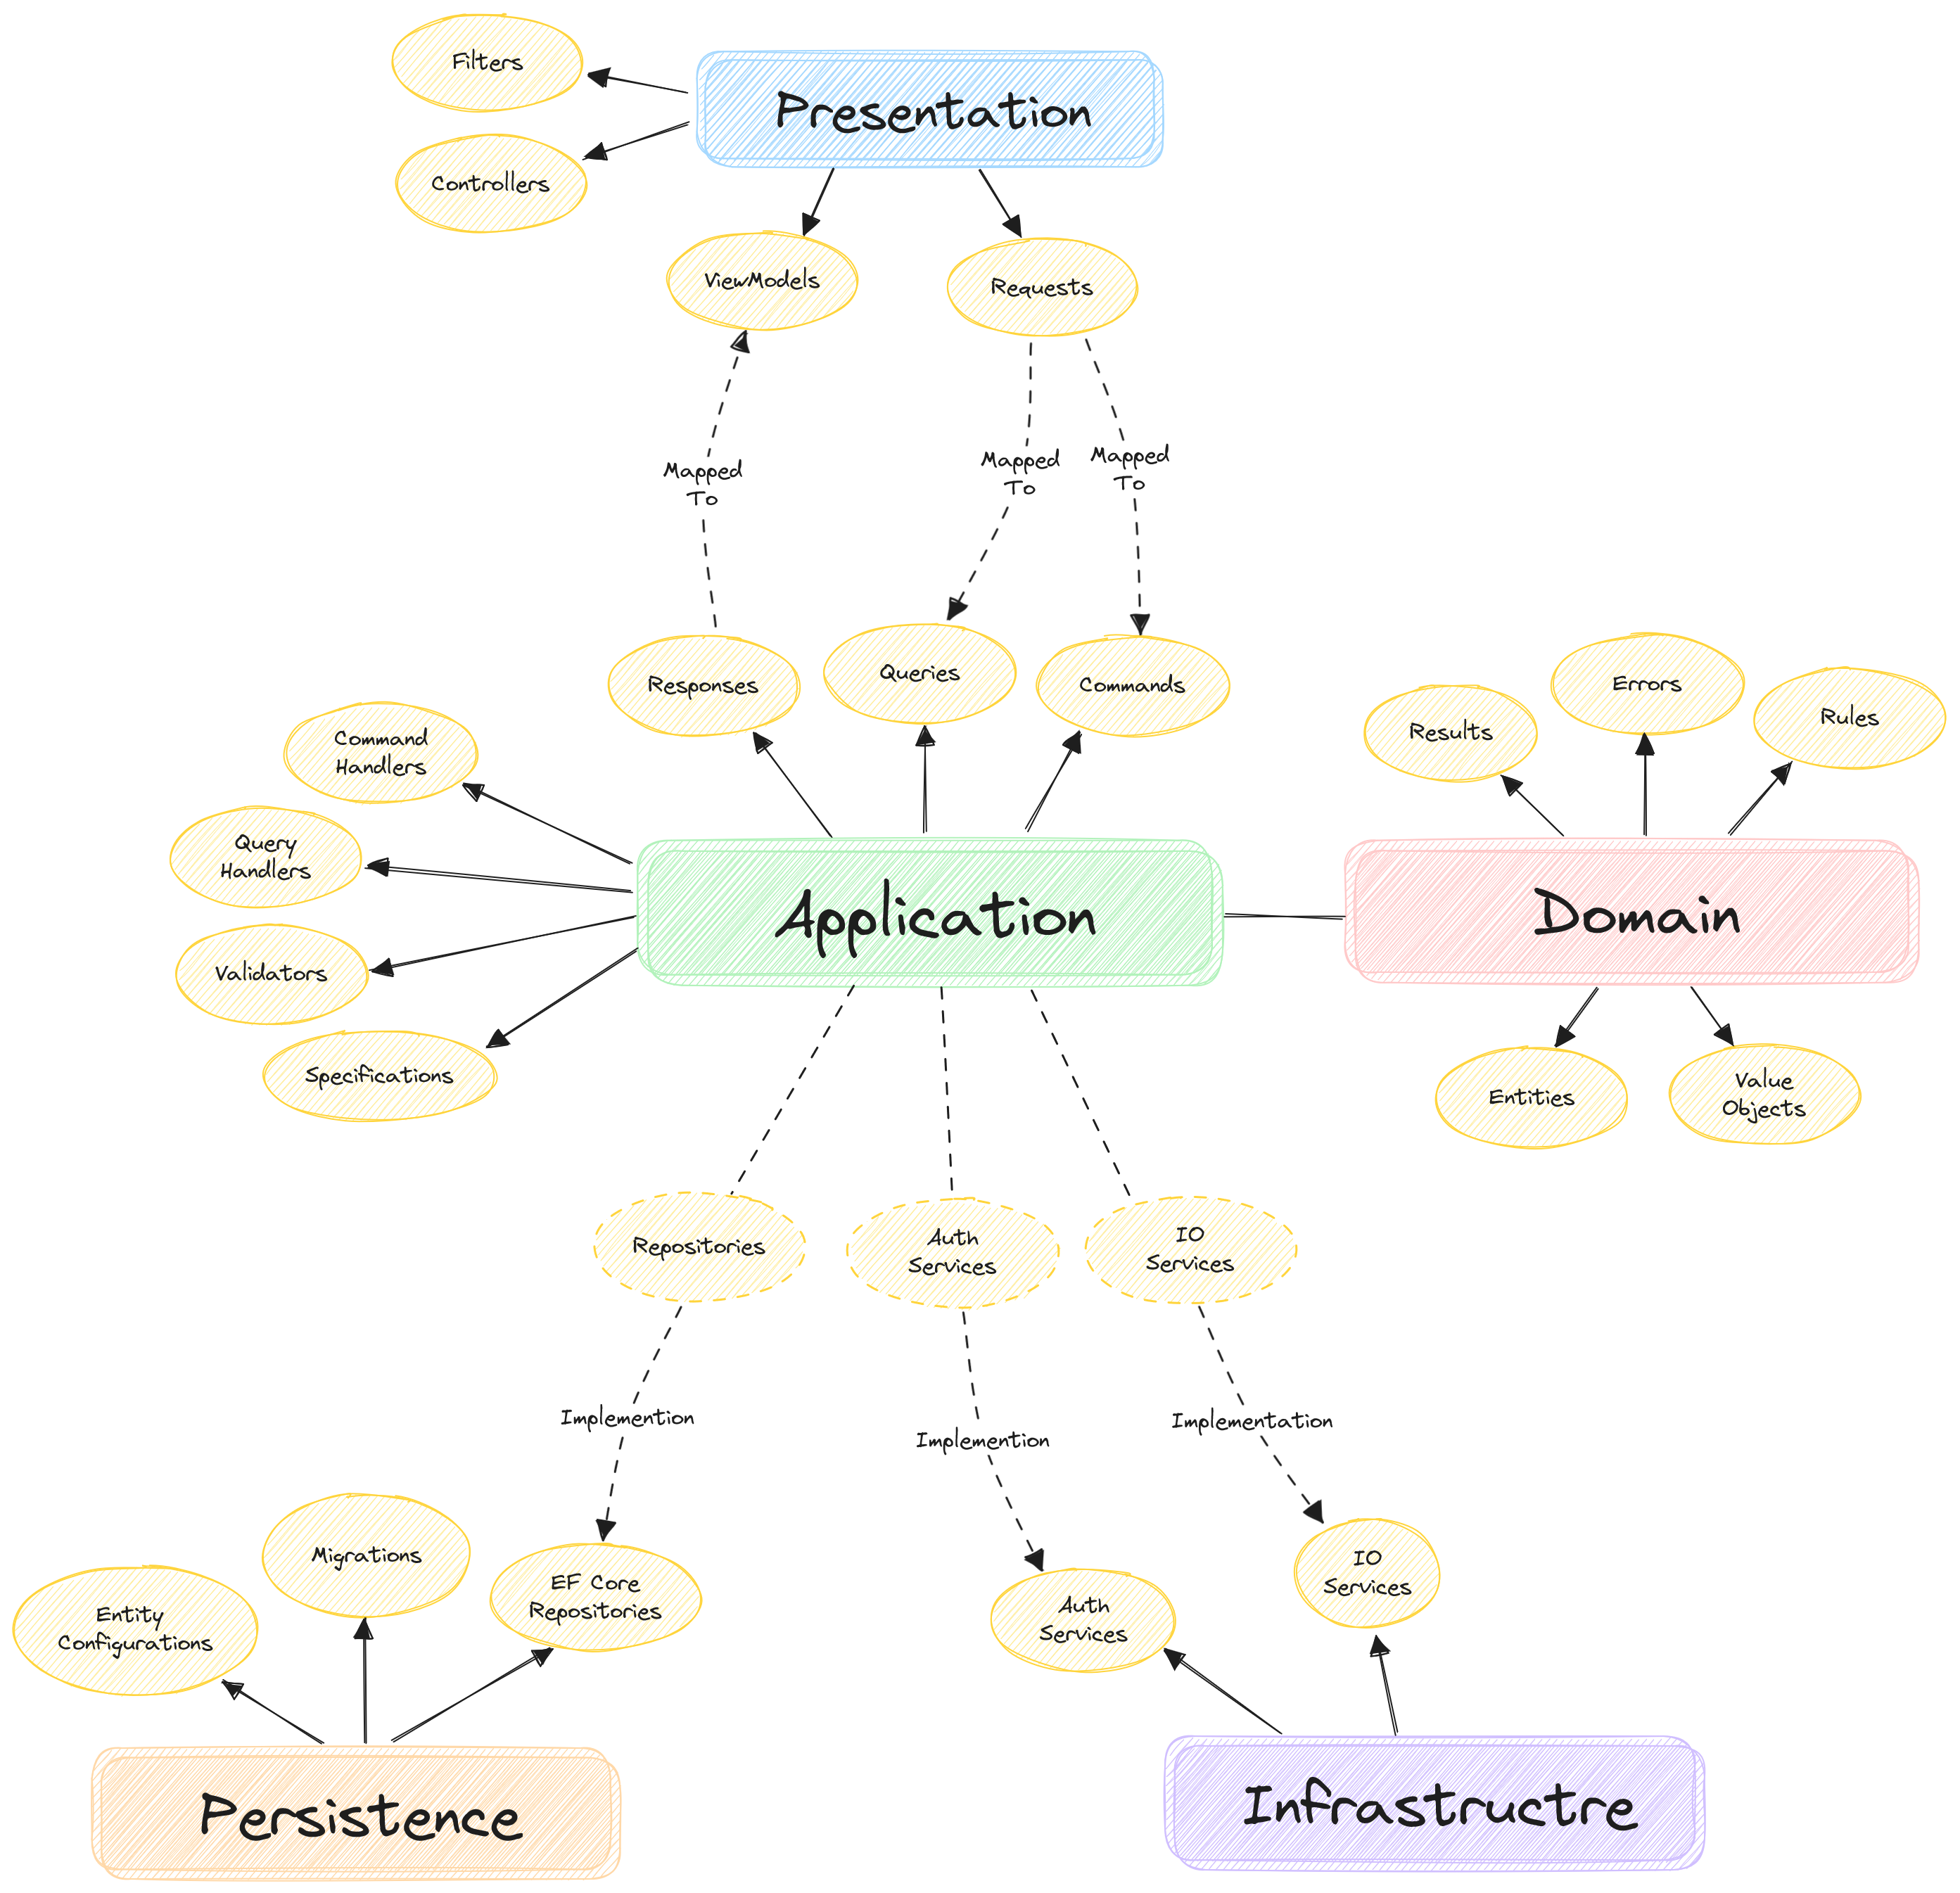 Filters
Presentation
Controllers
ViewModels
Requests
Mapped
To
Mapped
To
Mapped
To
Responses
Queries
Commands
Results
Errors
Rules
Command
Handlers
Query
Handlers
Validators
Specifications
Application
Domain
Entities
Value
Objects
Repositories
Auth
Services
IO
Services
Implemention
Implemention
Implementation
Entity
Configurations
Migrations
EF Core
Repositories
Auth
Services
IO
Services
Persistence
Infrastructre